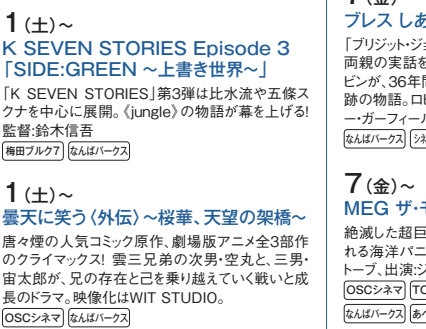 1(土)~
K SEVEN STORIES Episode 3
「SIDE:GREEN ~上書き世界~」
「K SEVEN STORIES」第3弾は比水流や五條ス
クナを中心に展開。《jungle》の物語が幕を上げる!
監督:鈴木信吾
梅田ブルク7 なんばパークス
1(土)~
曇天に笑う〈外伝〉~桜華、天望の架橋~
唐々煙の人気コミック原作、劇場版アニメ全3部作
のクライマックス! 雲三兄弟の次男・空丸と、三男・
宙太郎が、兄の存在と己を乗り越えていく戦いと成
長のドラマ。映像化はWIT STUDIO。
OSCシネマ なんばパークス
ブレス しあ
「ブリジット・ジョ
両親の実話を
ビンが、36年間
跡の物語。ロビ
ー・ガーフィール
なんばパークス シネ
7(金)~
MEG ザ・モ
絶滅した超巨
れる海洋パニ
トーブ、出演:ジ
OSCシネマ TO
なんばパークス あべ